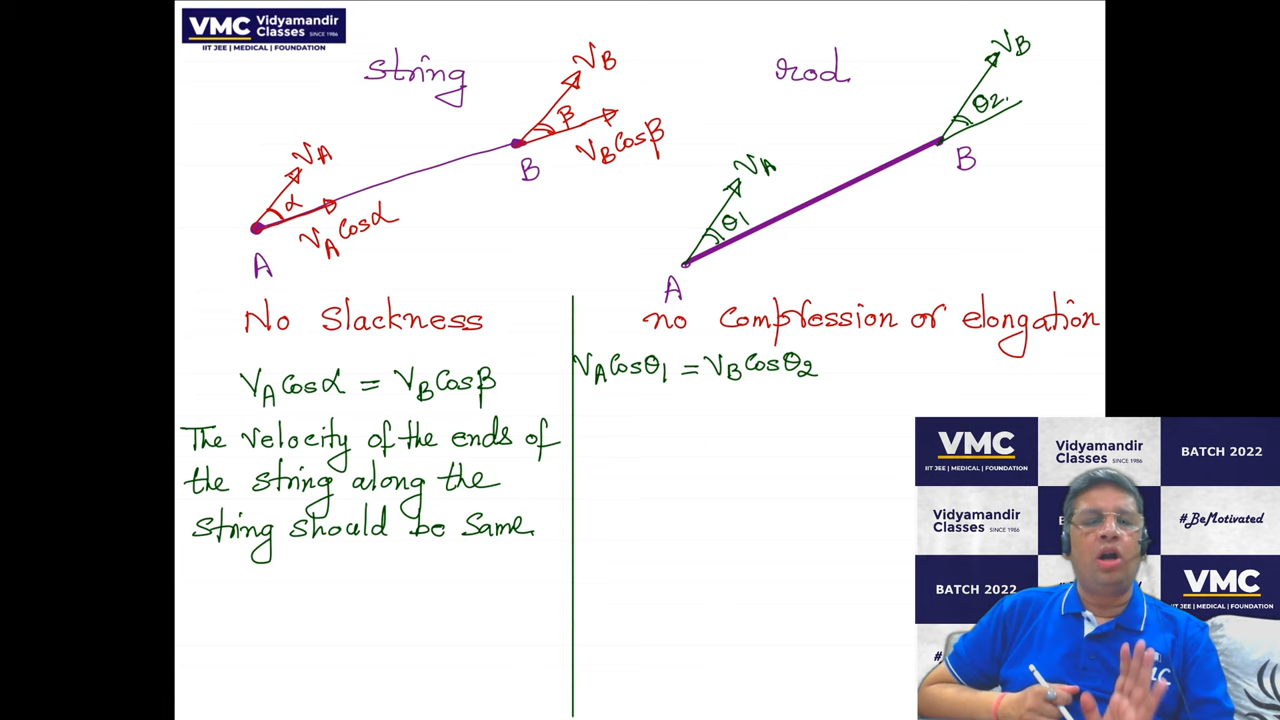 VMC Vidyamandir Classes SINCE 1986
IIT JEE | MEDICAL | FOUNDATION
string
VA
α
VA Cosα
A
VB
β
VB Cosβ
B
rod
VA
θ1
A
VB
θ2
B
No Slackness
VA Cosα = VB Cosβ
The velocity of the ends of
the string along the
string should be Same.
no compression or elongation
VA Cosθ1 = VB Cosθ2
VMC
IIT JEE | MEDICAL | FOUNDATION
Vidyamandir
Classes SINCE 1986
BATCH 2022
Vidyamandir
Classes SINCE 1986
#BeMotivated
BATCH 2022
VMC
IIT JEE | MEDICAL | FOUNDATION